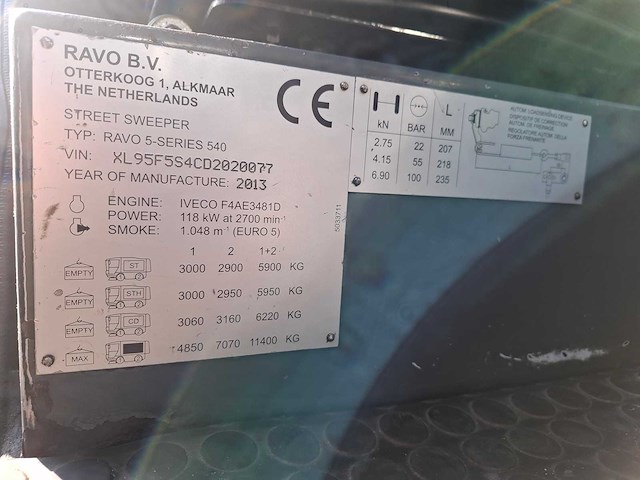 RAVO B.V.
OTTERKOOG 1, ALKMAAR
THE NETHERLANDS
CE
STREET SWEEPER
TYP: RAVO 5-SERIES 540
VIN: XL95F5S4CD2020077
YEAR OF MANUFACTURE: 2013
ENGINE: IVECO F4AE3481D
POWER: 118 kW at 2700 min⁻¹
SMOKE: 1.048 m⁻¹ (EURO 5)
5033711
1 2 1+2
EMPTY ST 3000 2900 5900 KG
EMPTY STH 3000 2950 5950 KG
EMPTY CD 3060 3160 6220 KG
MAX 4850 7070 11400 KG
L
kN BAR MM
2.75 22 207
4.15 55 218
6.90 100 235
DISPOSITIF DE CORRECTION